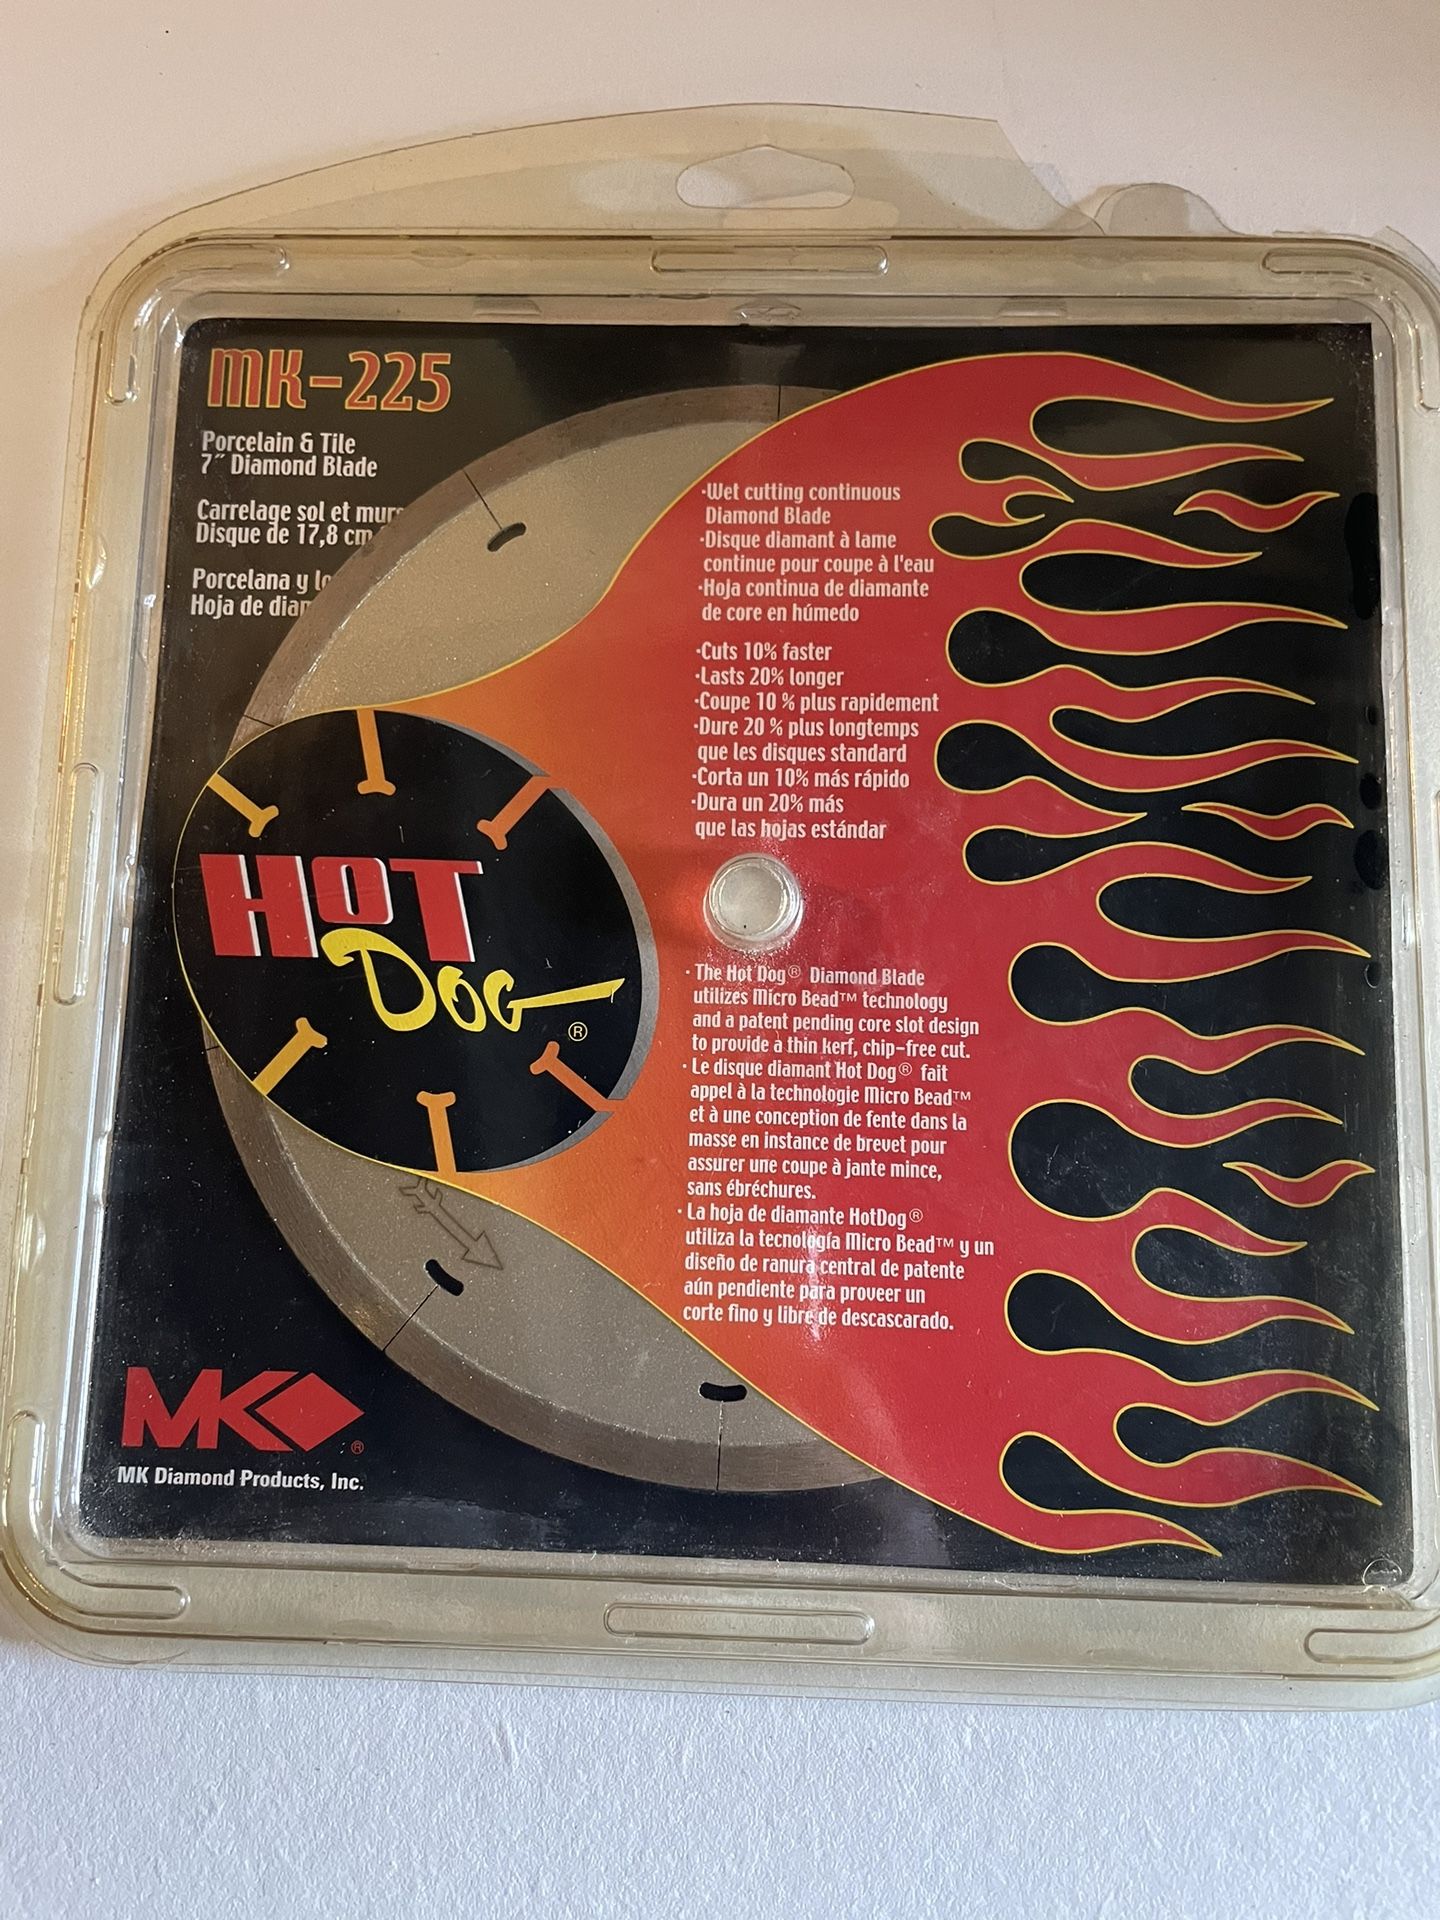 MK-225
Porcelain & Tile
7" Diamond Blade
Carrelage sol et murs
Disque de 17,8 cm
Porcelana y
Hoja de
·Wet cutting continuous
Diamond Blade
·Disque diamant à lame
continue pour coupe à l'eau
·Hoja continua de diamante
de core en húmedo
·Cuts 10% faster
·Lasts 20% longer
·Coupe 10 % plus rapidement
·Dure 20 % plus longtemps
que les disques standard
·Corta un 10% más rápido
·Dura un 20% más
que las hojas estándar
HOT
DOG ®
· The Hot Dog® Diamond Blade
utilizes Micro Bead™ technology
and a patent pending core slot design
to provide a thin kerf, chip-free cut.
· Le disque diamant Hot Dog® fait
appel à la technologie Micro Bead™
et à une conception de fente dans la
masse en instance de brevet pour
assurer une coupe à jante mince,
sans ébréchures.
· La hoja de diamante HotDog®
utiliza la tecnología Micro Bead™ y un
diseño de ranura central de patente
aún pendiente para proveer un
corte fino y libre de descascarado.
MK ®
MK Diamond Products, Inc.